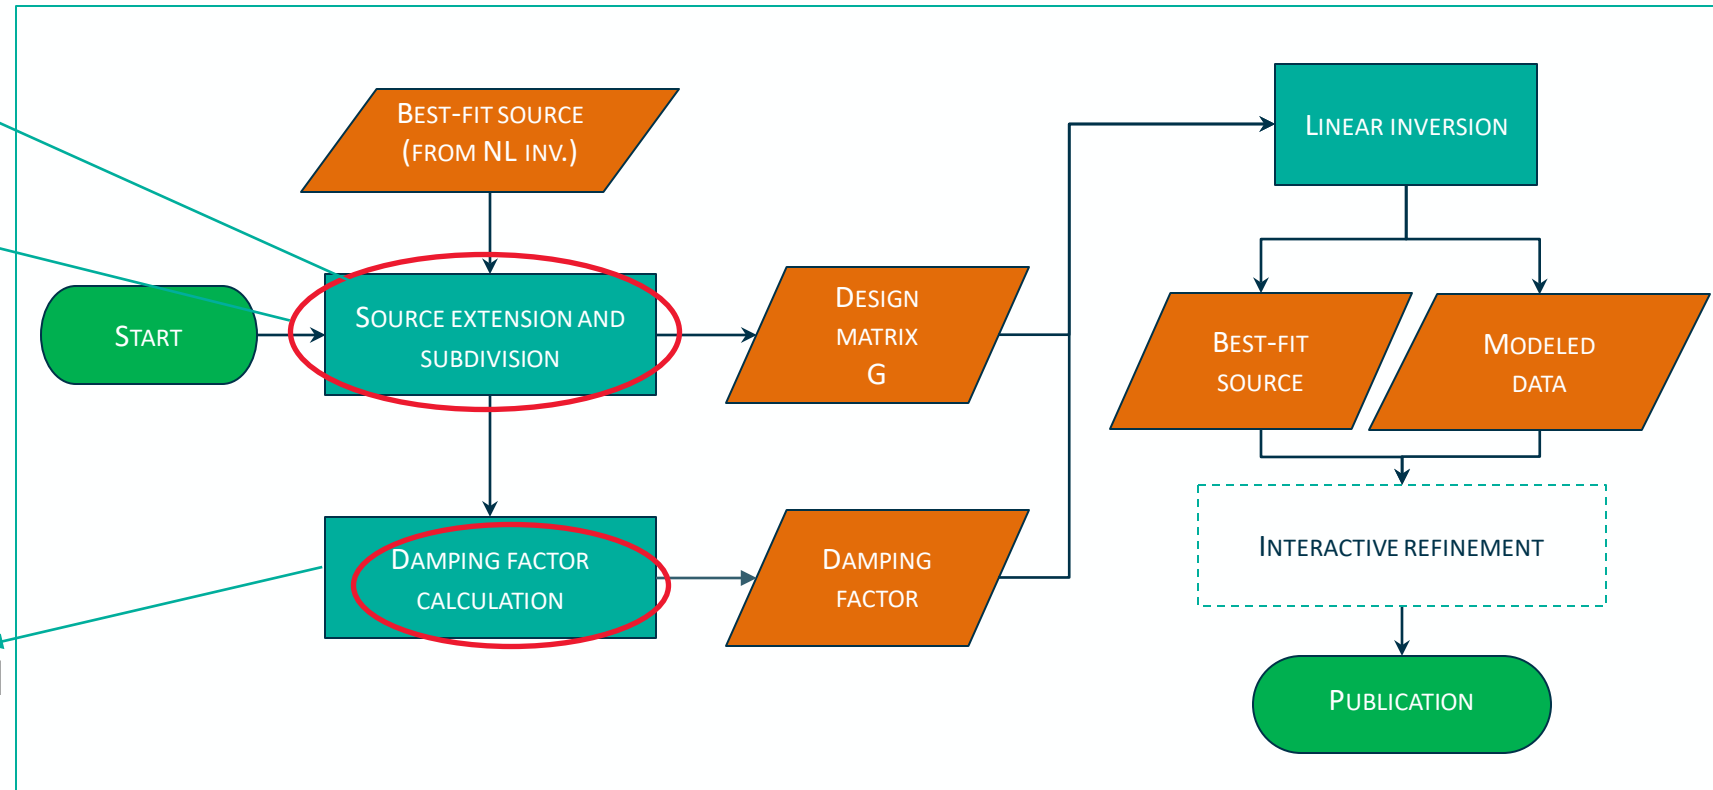 BEST-FIT SOURCE
(FROM NL INV.)
LINEAR INVERSION
START
SOURCE EXTENSION AND
SUBDIVISION
DESIGN
MATRIX
G
BEST-FIT
SOURCE
MODELED
DATA
DAMPING FACTOR
CALCULATION
DAMPING
FACTOR
INTERACTIVE REFINEMENT
PUBLICATION